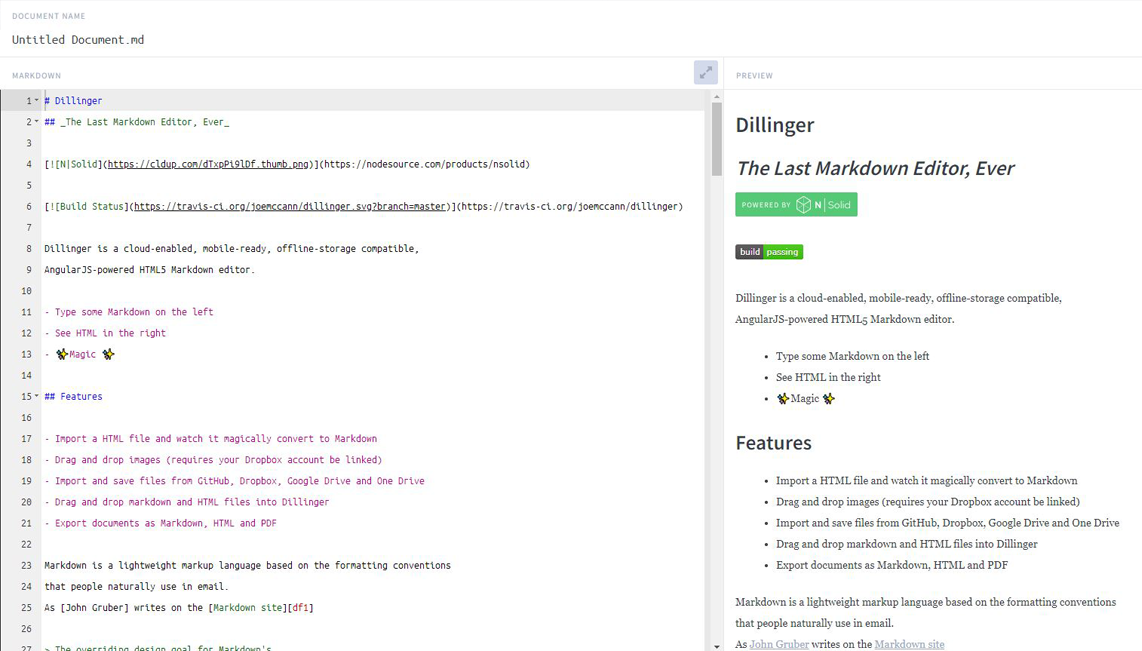 DOCUMENT NAME
Untitled Document.md
MARKDOWN
1 # Dillinger
2 ## _The Last Markdown Editor, Ever_
3
4 [![N|Solid](https://cldup.com/dTxpPi9lDf.thumb.png)](https://nodesource.com/products/nsolid)
5
6 [![Build Status](https://travis-ci.org/joemccann/dillinger.svg?branch=master)](https://travis-ci.org/joemccann/dillinger)
7
8 Dillinger is a cloud-enabled, mobile-ready, offline-storage compatible,
9 AngularJS-powered HTML5 Markdown editor.
10
11 - Type some Markdown on the left
12 - See HTML in the right
13 - ✨Magic ✨
14
15 ## Features
16
17 - Import a HTML file and watch it magically convert to Markdown
18 - Drag and drop images (requires your Dropbox account be linked)
19 - Import and save files from GitHub, Dropbox, Google Drive and One Drive
20 - Drag and drop markdown and HTML files into Dillinger
21 - Export documents as Markdown, HTML and PDF
22
23 Markdown is a lightweight markup language based on the formatting conventions
24 that people naturally use in email.
25 As [John Gruber] writes on the [Markdown site][df1]
26
27 > The overriding design goal for Markdown's
PREVIEW
Dillinger
The Last Markdown Editor, Ever
POWERED BY N|Solid
build passing
Dillinger is a cloud-enabled, mobile-ready, offline-storage compatible,
AngularJS-powered HTML5 Markdown editor.
• Type some Markdown on the left
• See HTML in the right
• ✨Magic ✨
Features
• Import a HTML file and watch it magically convert to Markdown
• Drag and drop images (requires your Dropbox account be linked)
• Import and save files from GitHub, Dropbox, Google Drive and One Drive
• Drag and drop markdown and HTML files into Dillinger
• Export documents as Markdown, HTML and PDF
Markdown is a lightweight markup language based on the formatting conventions
that people naturally use in email.
As John Gruber writes on the Markdown site